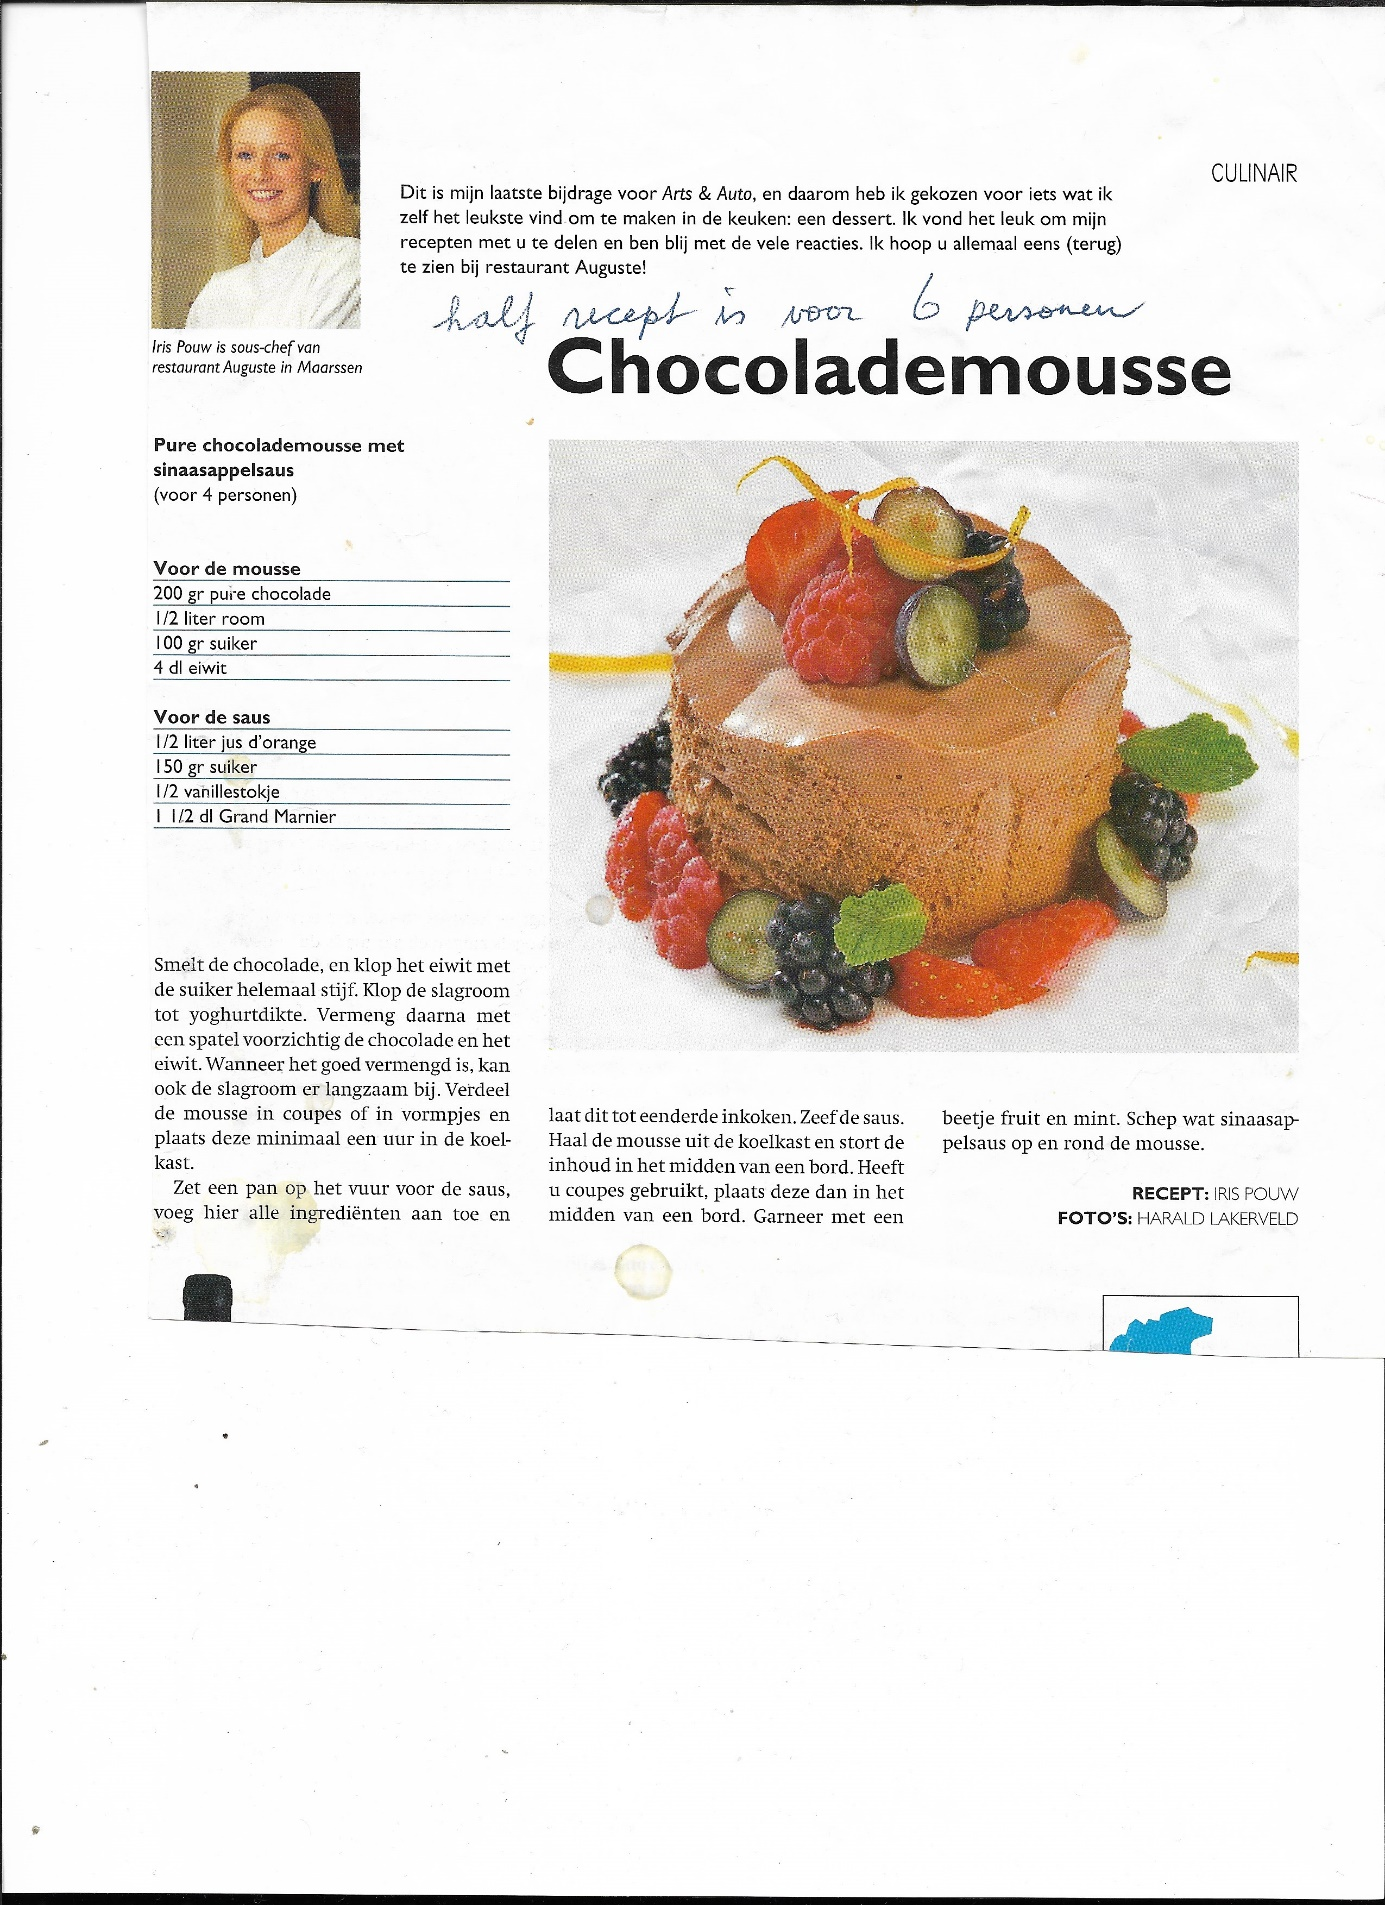 CULINAIR
Dit is mijn laatste bijdrage voor Arts & Auto, en daarom heb ik gekozen voor iets wat ik
zelf het leukste vind om te maken in de keuken: een dessert. Ik vond het leuk om mijn
recepten met u te delen en ben blij met de vele reacties. Ik hoop u allemaal eens (terug)
te zien bij restaurant Auguste!
half recept is voor 6 personen
Iris Pouw is sous-chef van
restaurant Auguste in Maarssen
Chocolademousse
Pure chocolademousse met
sinaasappelsaus
(voor 4 personen)
Voor de mousse
200 gr pure chocolade
1/2 liter room
100 gr suiker
4 dl eiwit
Voor de saus
1/2 liter jus d'orange
150 gr suiker
1/2 vanillestokje
1 1/2 dl Grand Marnier
Smelt de chocolade, en klop het eiwit met
de suiker helemaal stijf. Klop de slagroom
tot yoghurtdikte. Vermeng daarna met
een spatel voorzichtig de chocolade en het
eiwit. Wanneer het goed vermengd is, kan
ook de slagroom er langzaam bij. Verdeel
de mousse in coupes of in vormpjes en
plaats deze minimaal een uur in de koel-
kast.
Zet een pan op het vuur voor de saus,
voeg hier alle ingrediënten aan toe en
laat dit tot eenderde inkoken. Zeef de saus.
Haal de mousse uit de koelkast en stort de
inhoud in het midden van een bord. Heeft
u coupes gebruikt, plaats deze dan in het
midden van een bord. Garneer met een
beetje fruit en mint. Schep wat sinaasap-
pelsaus op en rond de mousse.
RECEPT: IRIS POUW
FOTO'S: HARALD LAKERVELD